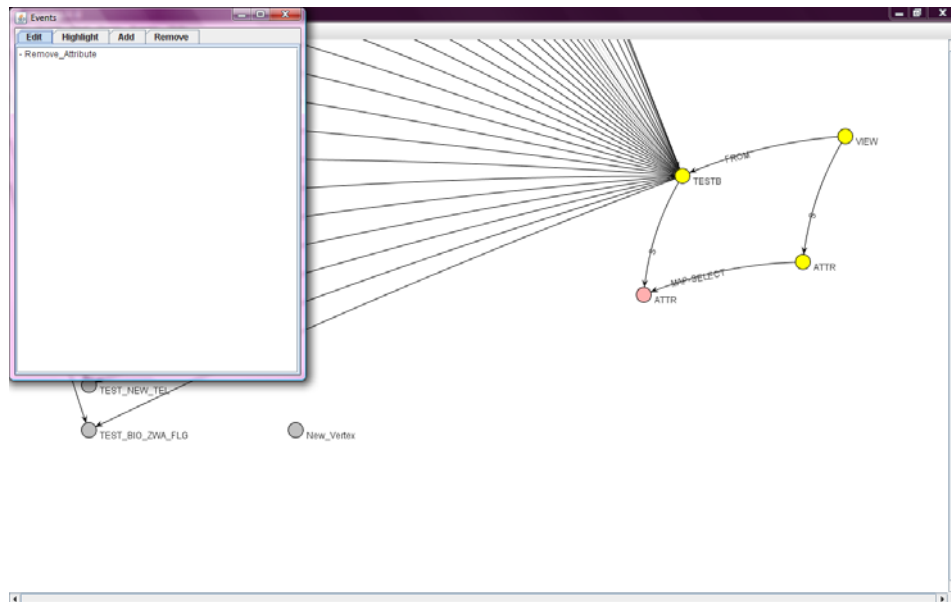 Events
Edit Highlight Add Remove
- Remove_Attribute
FROM
VIEW
TESTB
S
S
ATTR
MAP-SELECT
ATTR
TEST_NEW_TEL
TEST_BIO_ZWA_FLG
New_Vertex